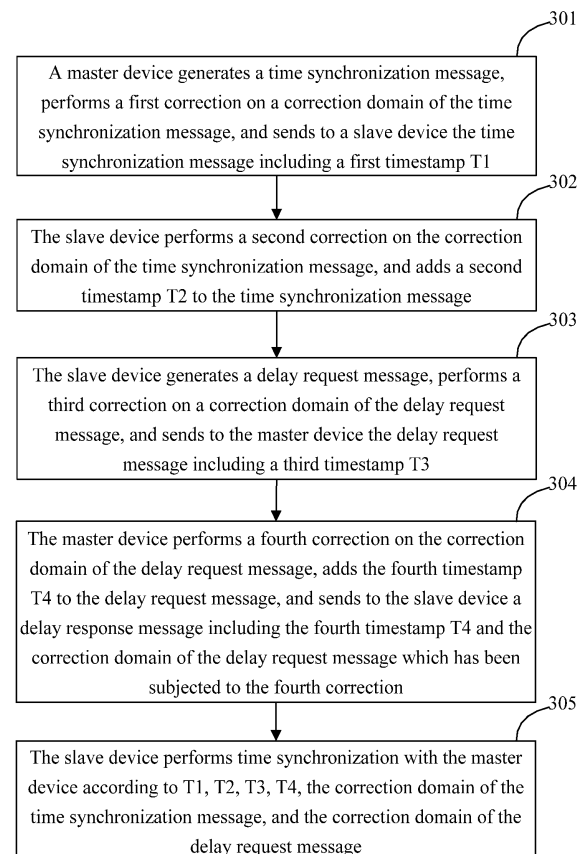 301
A master device generates a time synchronization message,
performs a first correction on a correction domain of the time
synchronization message, and sends to a slave device the time
synchronization message including a first timestamp T1
302
The slave device performs a second correction on the correction
domain of the time synchronization message, and adds a second
timestamp T2 to the time synchronization message
303
The slave device generates a delay request message, performs a
third correction on a correction domain of the delay request
message, and sends to the master device the delay request
message including a third timestamp T3
304
The master device performs a fourth correction on the correction
domain of the delay request message, adds the fourth timestamp
T4 to the delay request message, and sends to the slave device a
delay response message including the fourth timestamp T4 and the
correction domain of the delay request message which has been
subjected to the fourth correction
305
The slave device performs time synchronization with the master
device according to T1, T2, T3, T4, the correction domain of the
time synchronization message, and the correction domain of the
delay request message